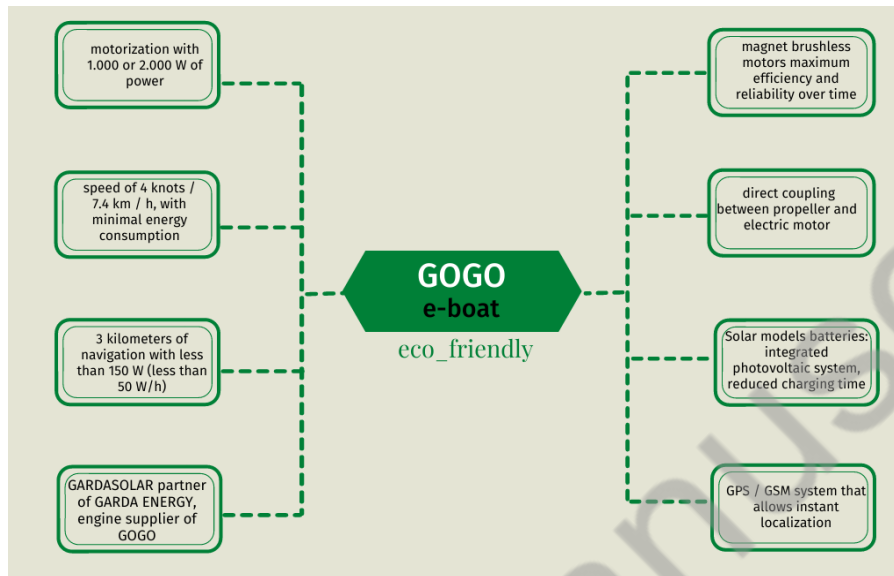 motorization with
1.000 or 2.000 W of
power
speed of 4 knots /
7.4 km / h, with
minimal energy
consumption
3 kilometers of
navigation with less
than 150 W (less than
50 W/h)
GARDASOLAR partner
of GARDA ENERGY,
engine supplier of
GOGO
GOGO
e-boat
eco_friendly
magnet brushless
motors maximum
efficiency and
reliability over time
direct coupling
between propeller and
electric motor
Solar models batteries:
integrated
photovoltaic system,
reduced charging time
GPS / GSM system that
allows instant
localization